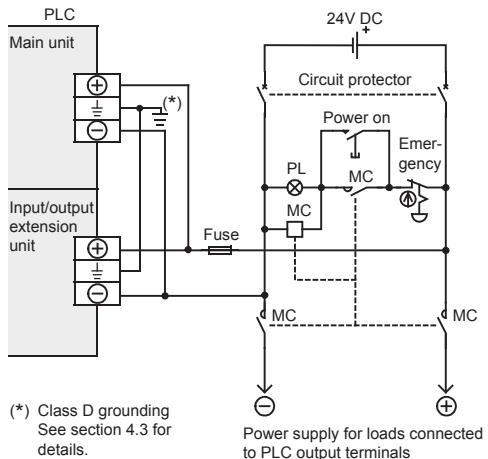 PLC
24V DC
Main unit
Circuit protector
(*)
Power on
Emer-
gency
PL
MC
MC
Input/output
extension
unit
Fuse
MC
MC
(*) Class D grounding
See section 4.3 for
details.
Power supply for loads connected
to PLC output terminals